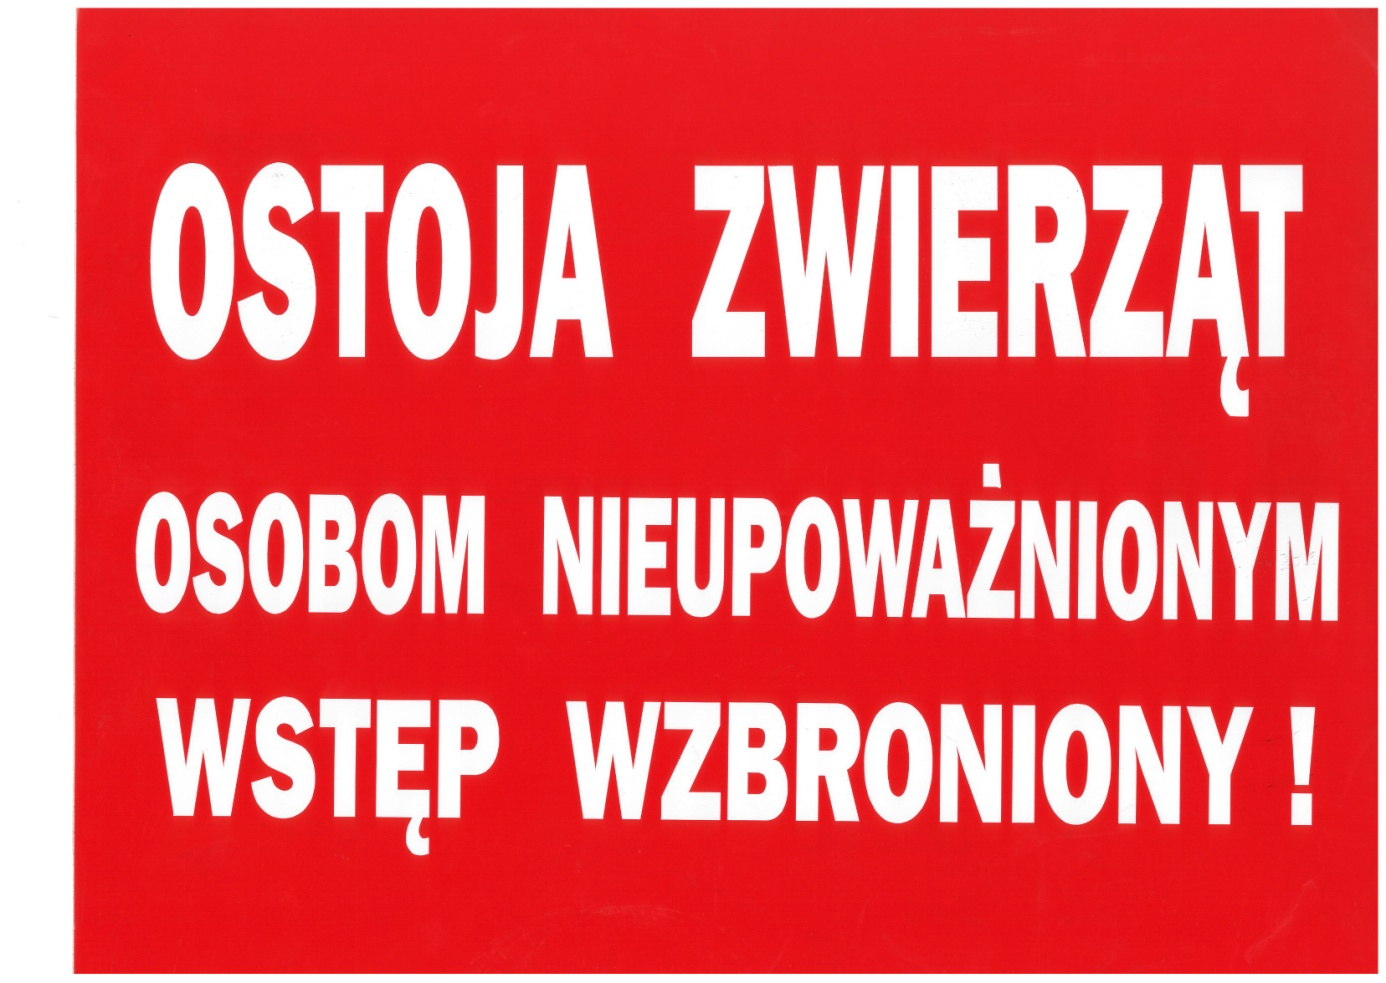 OSTOJA ZWIERZĄT
OSOBOM NIEUPOWAŻNIONYM
WSTĘP WZBRONIONY !